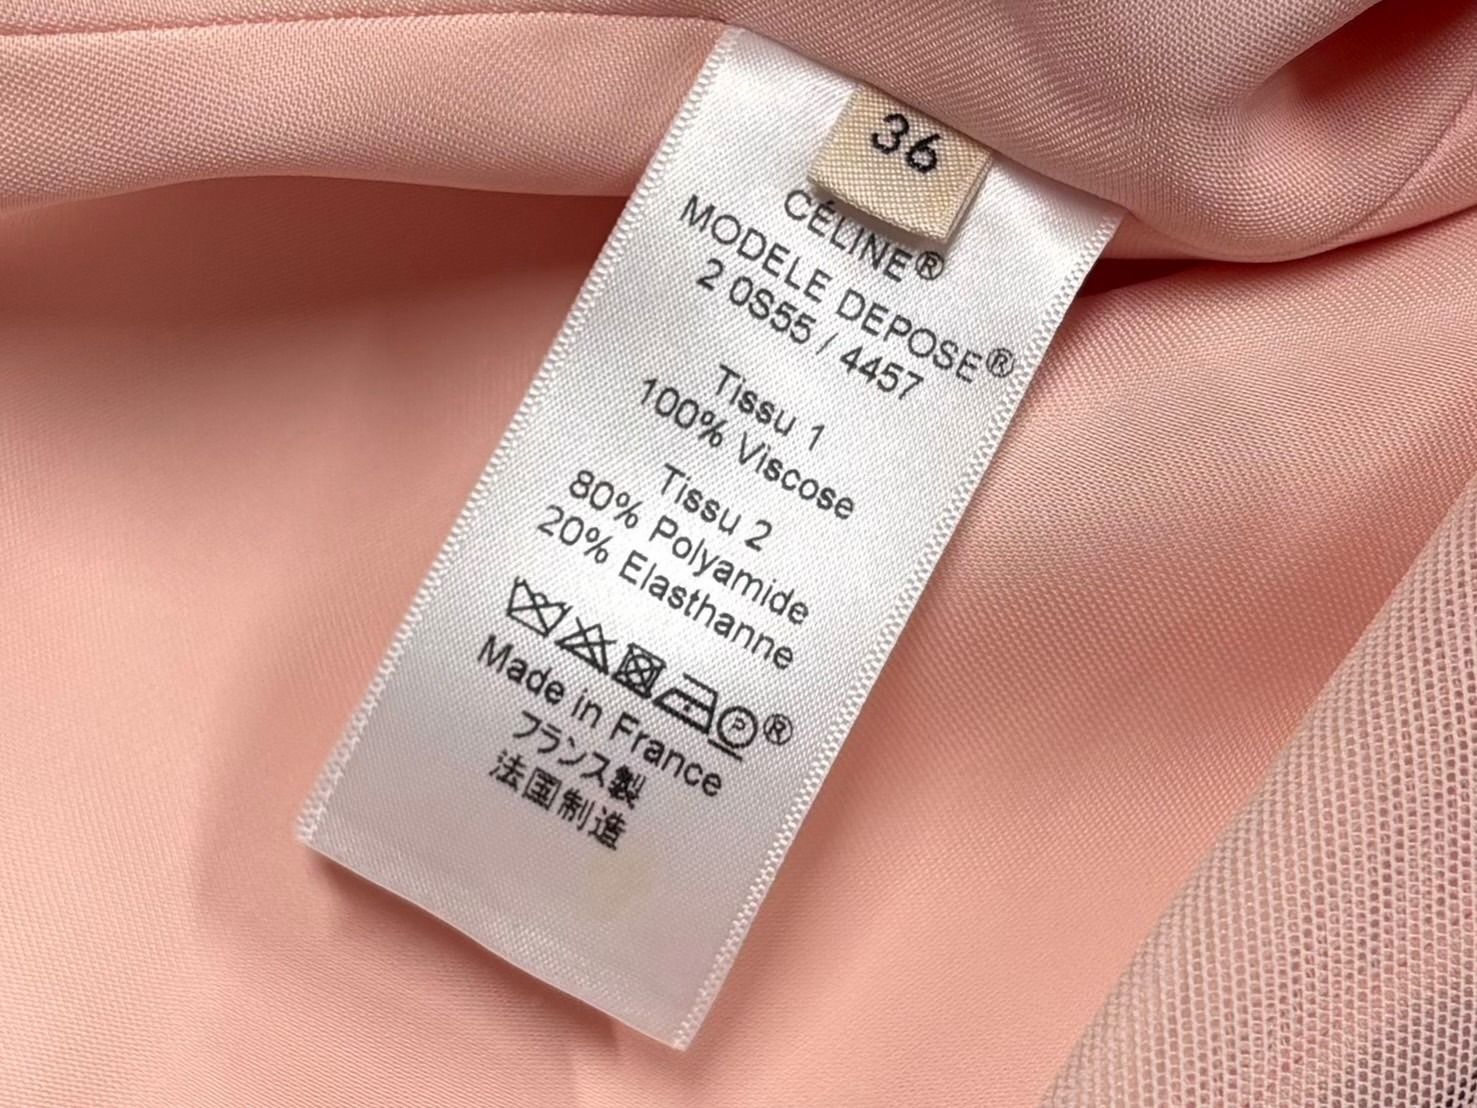 36
CÉLINE®
MODELE DEPOSE®
2 0S55 / 4457
Tissu 1
100% Viscose
Tissu 2
80% Polyamide
20% Elasthanne
P ®
Made in France
フランス製
法国制造